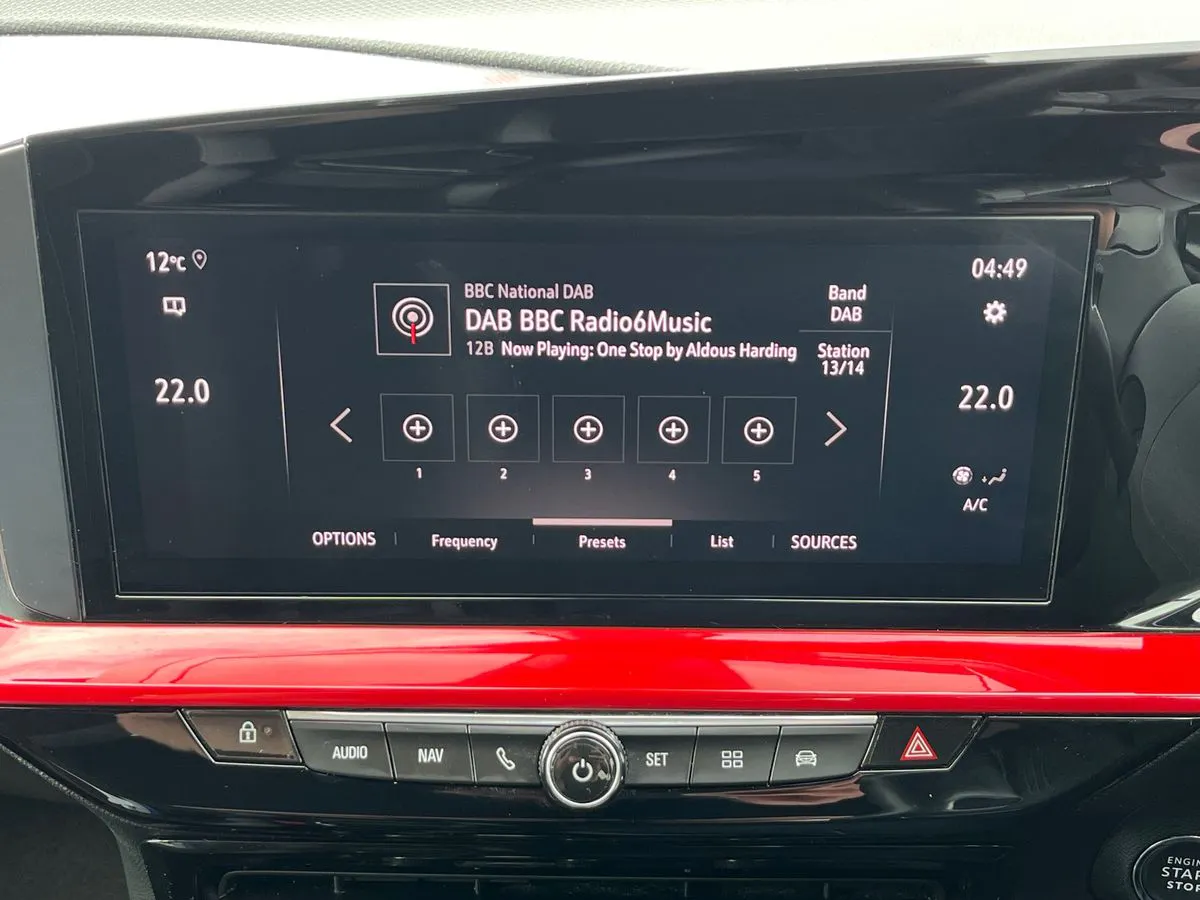 12°C
04:49
BBC National DAB
DAB BBC Radio6Music
12B Now Playing: One Stop by Aldous Harding
Band
DAB
Station
13/14
22.0
22.0
1 2 3 4 5
A/C
OPTIONS Frequency Presets List SOURCES
AUDIO NAV SET